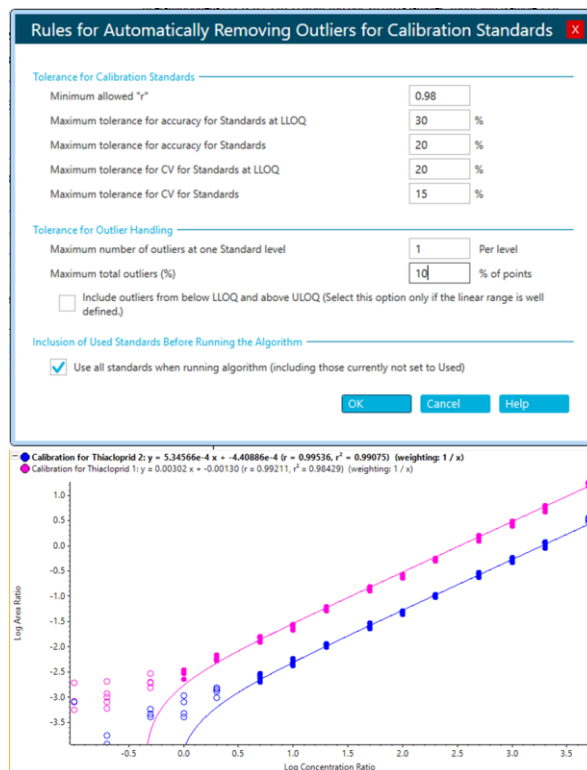 Rules for Automatically Removing Outliers for Calibration Standards
X
Tolerance for Calibration Standards
Minimum allowed "r" 0.98
Maximum tolerance for accuracy for Standards at LLOQ 30 %
Maximum tolerance for accuracy for Standards 20 %
Maximum tolerance for CV for Standards at LLOQ 20 %
Maximum tolerance for CV for Standards 15 %
Tolerance for Outlier Handling
Maximum number of outliers at one Standard level 1 Per level
Maximum total outliers (%) 10 % of points
Include outliers from below LLOQ and above ULOQ (Select this option only if the linear range is well
defined.)
Inclusion of Used Standards Before Running the Algorithm
Use all standards when running algorithm (including those currently not set to Used)
OK Cancel Help
Calibration for Thiacloprid 2: y = 5.34566e-4 x + -4.40886e-4 (r = 0.99536, r² = 0.99075) (weighting: 1 / x)
Calibration for Thiacloprid 1: y = 0.00302 x + -0.00130 (r = 0.99211, r² = 0.98429) (weighting: 1 / x)
Log Area Ratio
1.0
0.5
0.0
-0.5
-1.0
-1.5
-2.0
-2.5
-3.0
-3.5
-0.5 0.0 0.5 1.0 1.5 2.0 2.5 3.0 3.5
Log Concentration Ratio